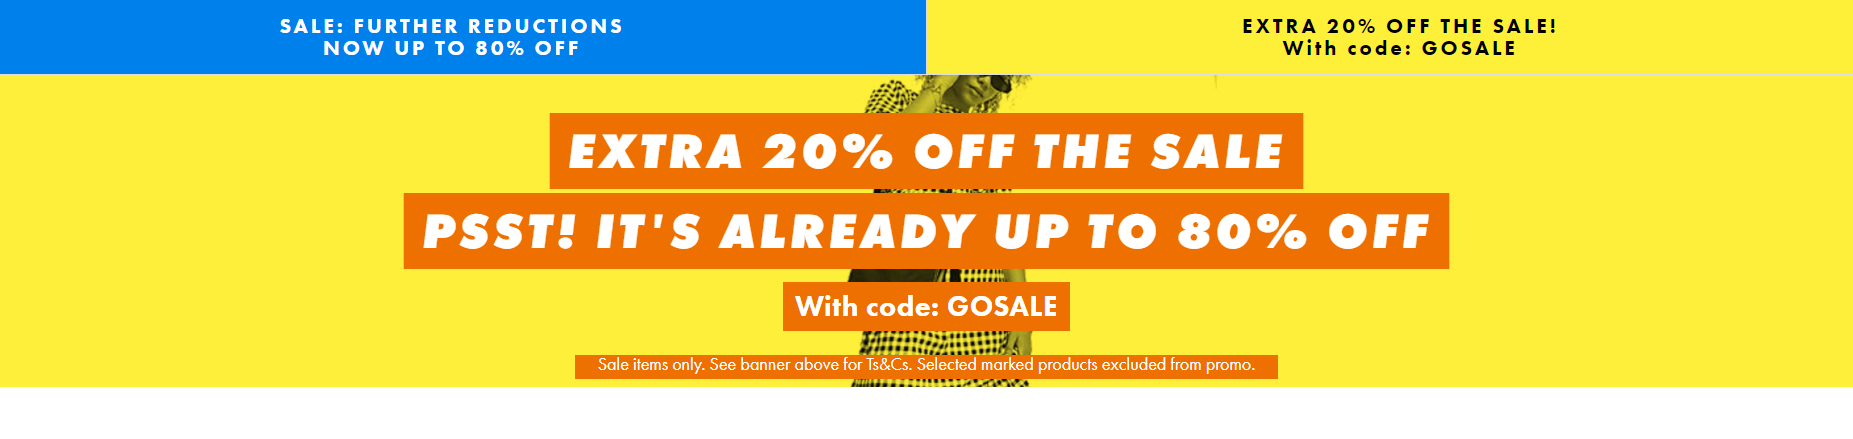 SALE: FURTHER REDUCTIONS
NOW UP TO 80% OFF
EXTRA 20% OFF THE SALE!
With code: GOSALE
EXTRA 20% OFF THE SALE
PSST! IT'S ALREADY UP TO 80% OFF
With code: GOSALE
Sale items only. See banner above for Ts&Cs. Selected marked products excluded from promo.